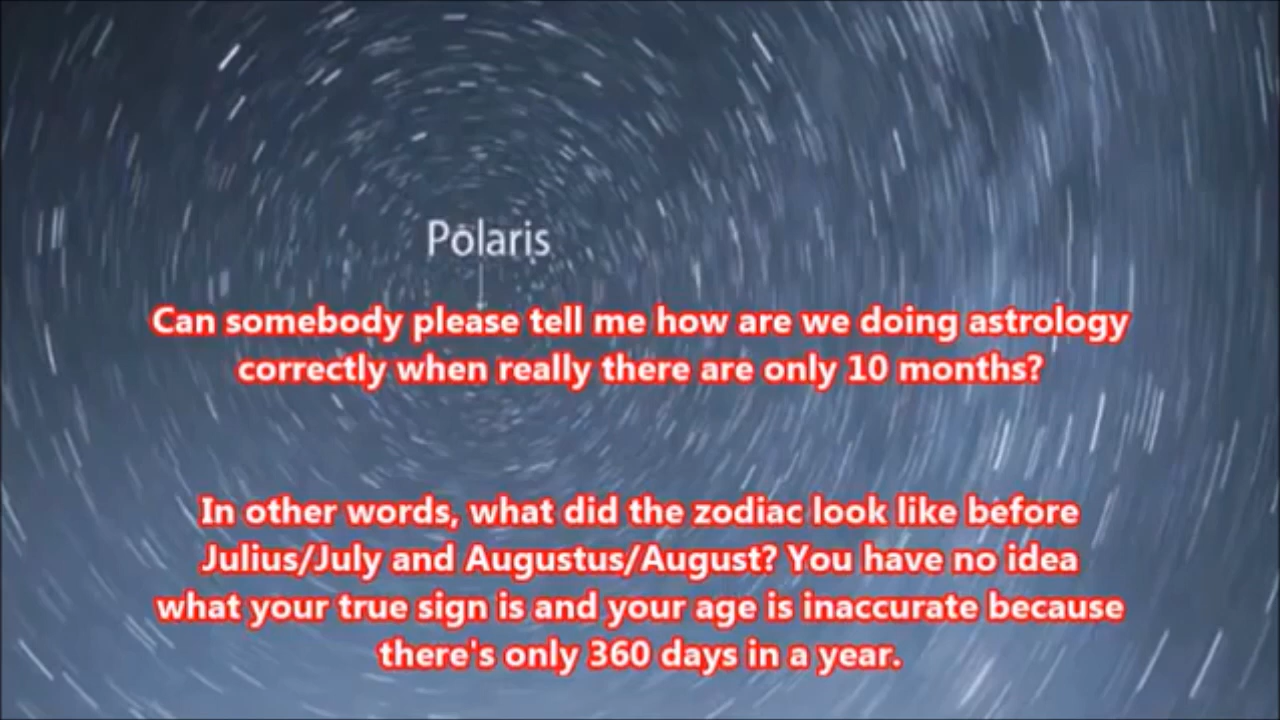 Polaris
Can somebody please tell me how are we doing astrology
correctly when really there are only 10 months?
In other words, what did the zodiac look like before
Julius/July and Augustus/August? You have no idea
what your true sign is and your age is inaccurate because
there's only 360 days in a year.